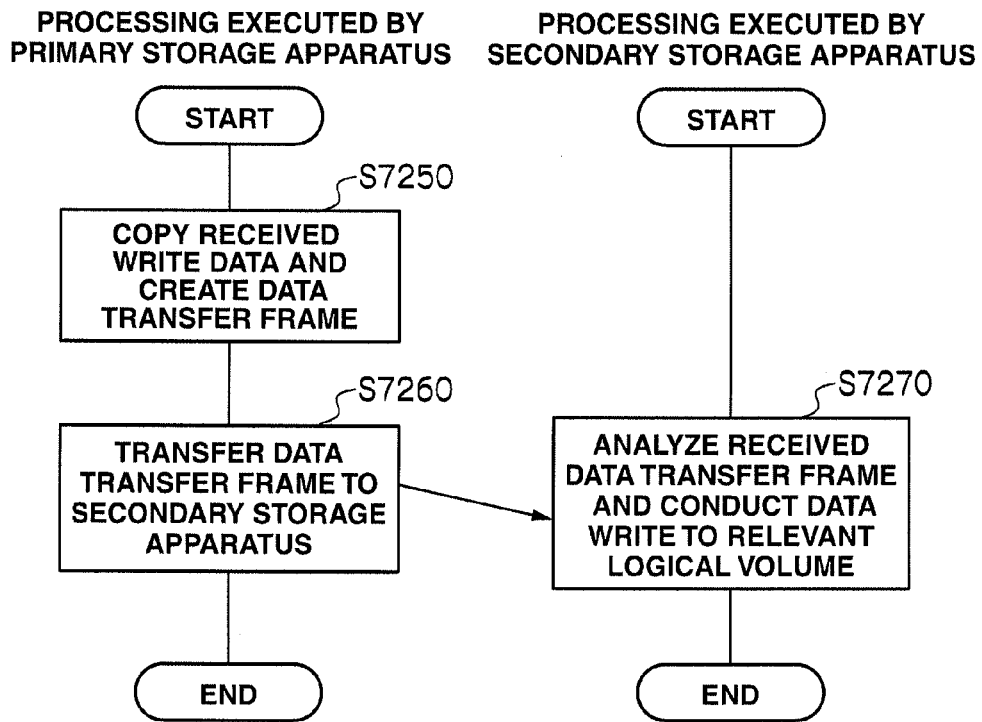 PROCESSING EXECUTED BY
PRIMARY STORAGE APPARATUS
START
S7250
COPY RECEIVED
WRITE DATA AND
CREATE DATA
TRANSFER FRAME
S7260
TRANSFER DATA
TRANSFER FRAME TO
SECONDARY STORAGE
APPARATUS
END
PROCESSING EXECUTED BY
SECONDARY STORAGE APPARATUS
START
S7270
ANALYZE RECEIVED
DATA TRANSFER FRAME
AND CONDUCT DATA
WRITE TO RELEVANT
LOGICAL VOLUME
END